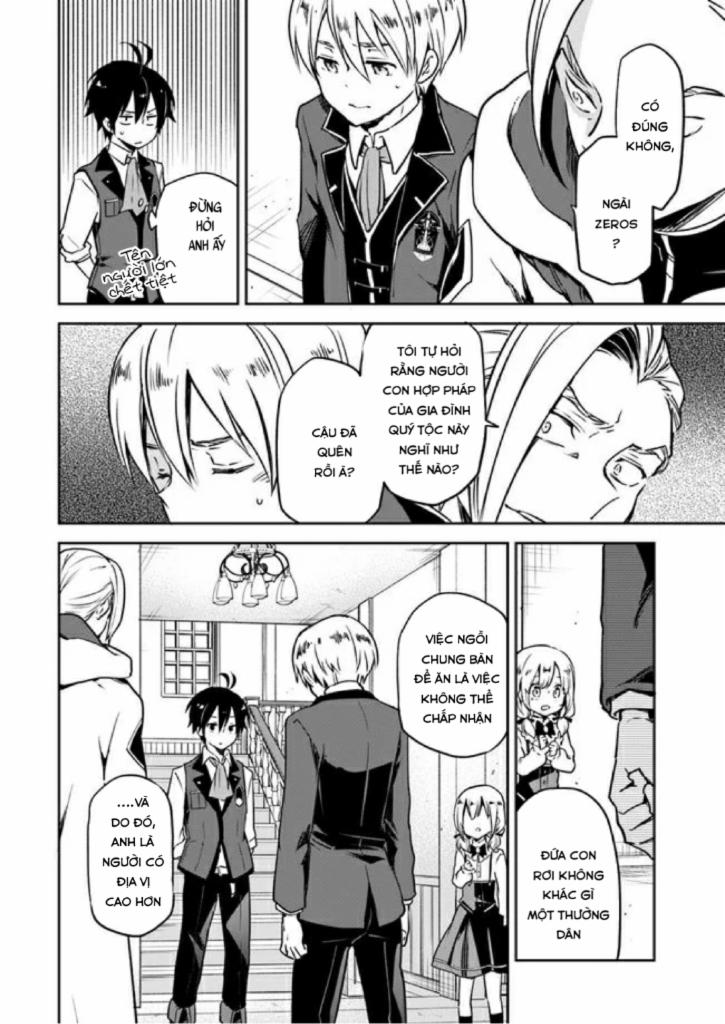 CÓ
ĐÚNG
KHÔNG,
NGÀI
ZEROS
?
ĐỪNG
HỎI
ANH ẤY
Tên
người lớn
chết tiệt
TÔI TỰ HỎI
RẰNG NGƯỜI
CON HỢP PHÁP
CỦA GIA ĐÌNH
QUÝ TỘC NÀY
NGHĨ NHƯ
THẾ NÀO?
CẬU ĐÃ
QUÊN
RỒI À?
ĐỨA CON
RƠI KHÔNG
KHÁC GÌ
MỘT THƯỜNG
DÂN
VIỆC NGỒI
CHUNG BÀN
ĐỂ ĂN LÀ VIỆC
KHÔNG THỂ
CHẤP NHẬN
....VÀ
DO ĐÓ,
ANH LÀ
NGƯỜI CÓ
ĐỊA VỊ
CAO HƠN